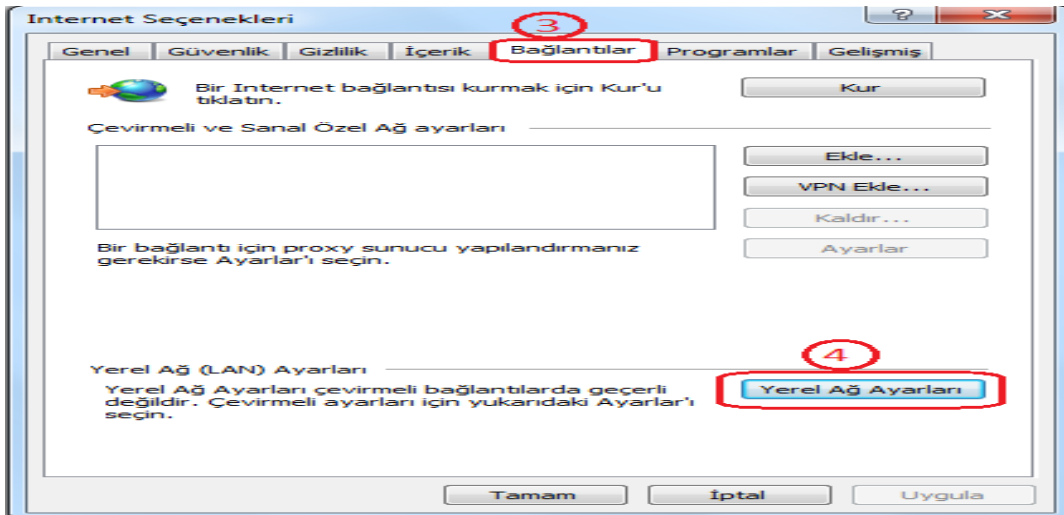 Internet Seçenekleri
3
Genel Güvenlik Gizlilik İçerik Bağlantılar Programlar Gelişmiş
Bir Internet bağlantısı kurmak için Kur'u
tıklatın.
Kur
Çevirmeli ve Sanal Özel Ağ ayarları
Ekle...
VPN Ekle...
Kaldır...
Bir bağlantı için proxy sunucu yapılandırmanız
gerekirse Ayarlar'ı seçin.
Ayarlar
4
Yerel Ağ (LAN) Ayarları
Yerel Ağ Ayarları çevirmeli bağlantılarda geçerli
değildir. Çevirmeli ayarları için yukarıdaki Ayarlar'ı
seçin.
Yerel Ağ Ayarları
Tamam İptal Uygula